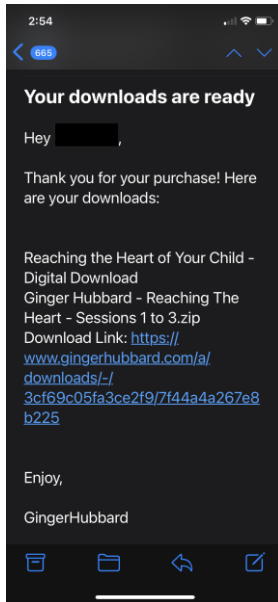 2:54
665
Your downloads are ready
Hey ,
Thank you for your purchase! Here
are your downloads:
Reaching the Heart of Your Child -
Digital Download
Ginger Hubbard - Reaching The
Heart - Sessions 1 to 3.zip
Download Link: https://
www.gingerhubbard.com/a/
downloads/-/
3cf69c05fa3ce2f9/7f44a4a267e8
b225
Enjoy,
GingerHubbard